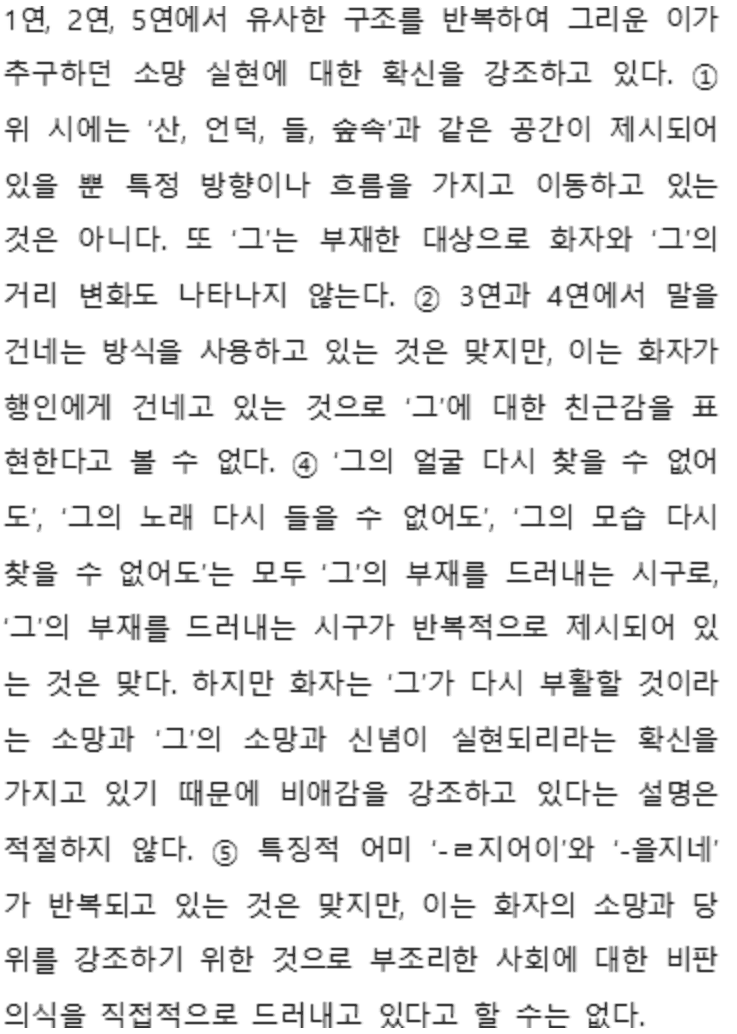 1연, 2연, 5연에서 유사한 구조를 반복하여 그리운 이가
추구하던 소망 실현에 대한 확신을 강조하고 있다. ①
위 시에는 ‘산, 언덕, 들, 숲속’과 같은 공간이 제시되어
있을 뿐 특정 방향이나 흐름을 가지고 이동하고 있는
것은 아니다. 또 ‘그’는 부재한 대상으로 화자와 ‘그’의
거리 변화도 나타나지 않는다. ② 3연과 4연에서 말을
건네는 방식을 사용하고 있는 것은 맞지만, 이는 화자가
행인에게 건네고 있는 것으로 ‘그’에 대한 친근감을 표
현한다고 볼 수 없다. ④ ‘그의 얼굴 다시 찾을 수 없어
도’, ‘그의 노래 다시 들을 수 없어도’, ‘그의 모습 다시
찾을 수 없어도’는 모두 ‘그’의 부재를 드러내는 시구로,
‘그’의 부재를 드러내는 시구가 반복적으로 제시되어 있
는 것은 맞다. 하지만 화자는 ‘그’가 다시 부활할 것이라
는 소망과 ‘그’의 소망과 신념이 실현되리라는 확신을
가지고 있기 때문에 비애감을 강조하고 있다는 설명은
적절하지 않다. ⑤ 특징적 어미 ‘-ㄹ지어이’와 ‘-을지네’
가 반복되고 있는 것은 맞지만, 이는 화자의 소망과 당
위를 강조하기 위한 것으로 부조리한 사회에 대한 비판
의식을 직접적으로 드러내고 있다고 할 수는 없다.